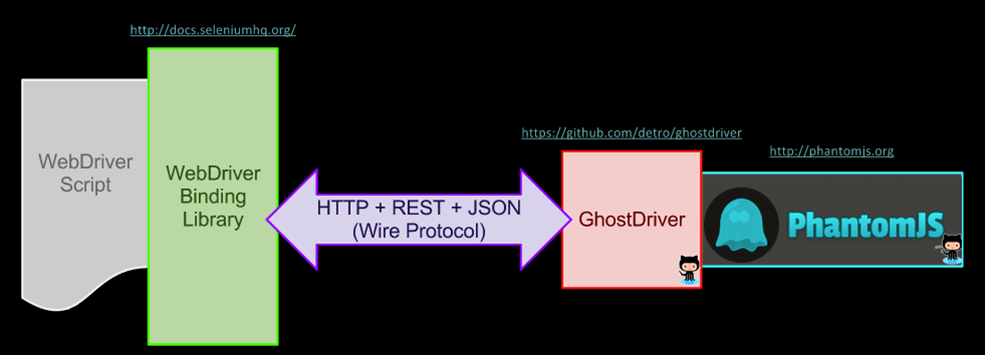 http://docs.seleniumhq.org/
https://github.com/detro/ghostdriver
http://phantomjs.org
WebDriver
Script
WebDriver
Binding
Library
HTTP + REST + JSON
(Wire Protocol)
GhostDriver
PhantomJS